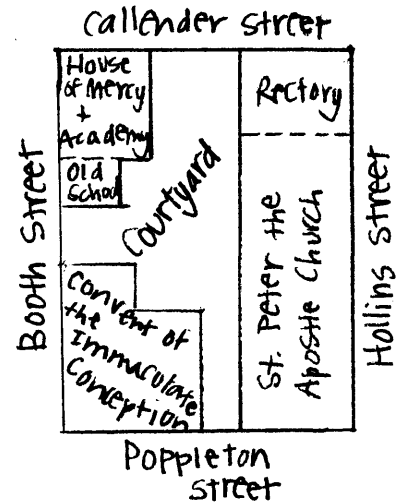 Callender Street
House
of Mercy
+
Academy
Rectory
Old
School
Courtyard
Booth Street
St. Peter the
Apostle Church
Hollins Street
Convent of
the
Immaculate
Conception
Poppleton
Street